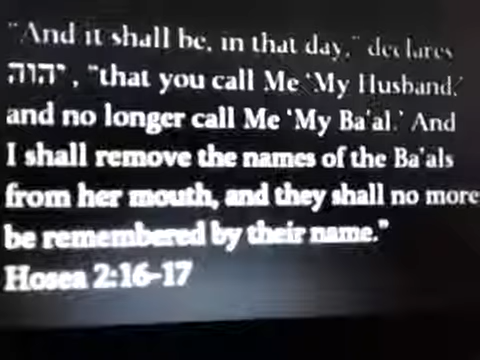 "And it shall be, in that day," declares
יהוה, "that you call Me 'My Husband,'
and no longer call Me 'My Ba'al.' And
I shall remove the names of the Ba'als
from her mouth, and they shall no more
be remembered by their name."
Hosea 2:16-17